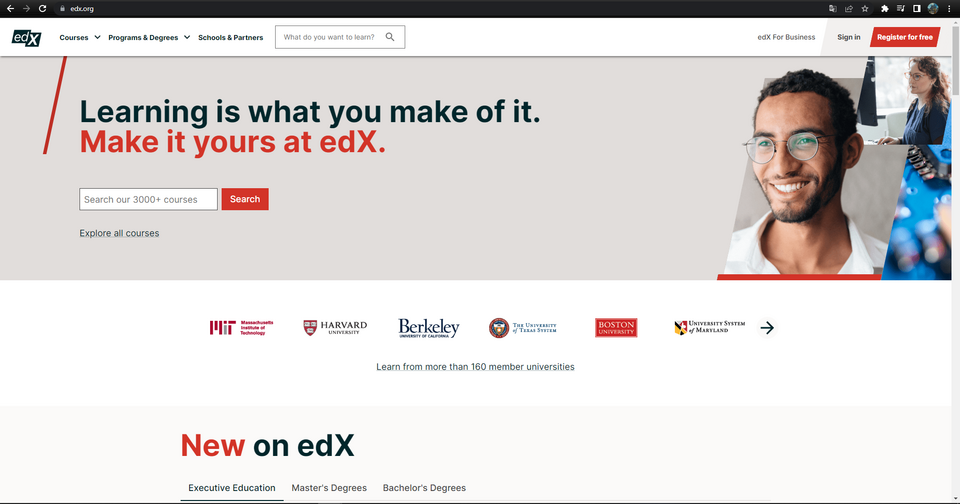 edx.org
edX
Courses
Programs & Degrees
Schools & Partners
What do you want to learn?
edX For Business
Sign in
Register for free
Learning is what you make of it.
Make it yours at edX.
Search our 3000+ courses
Search
Explore all courses
MIT
Massachusetts
Institute of
Technology
HARVARD
UNIVERSITY
Berkeley
UNIVERSITY OF CALIFORNIA
THE UNIVERSITY
OF TEXAS SYSTEM
BOSTON
UNIVERSITY
UNIVERSITY SYSTEM
of MARYLAND
Learn from more than 160 member universities
New on edX
Executive Education
Master's Degrees
Bachelor's Degrees